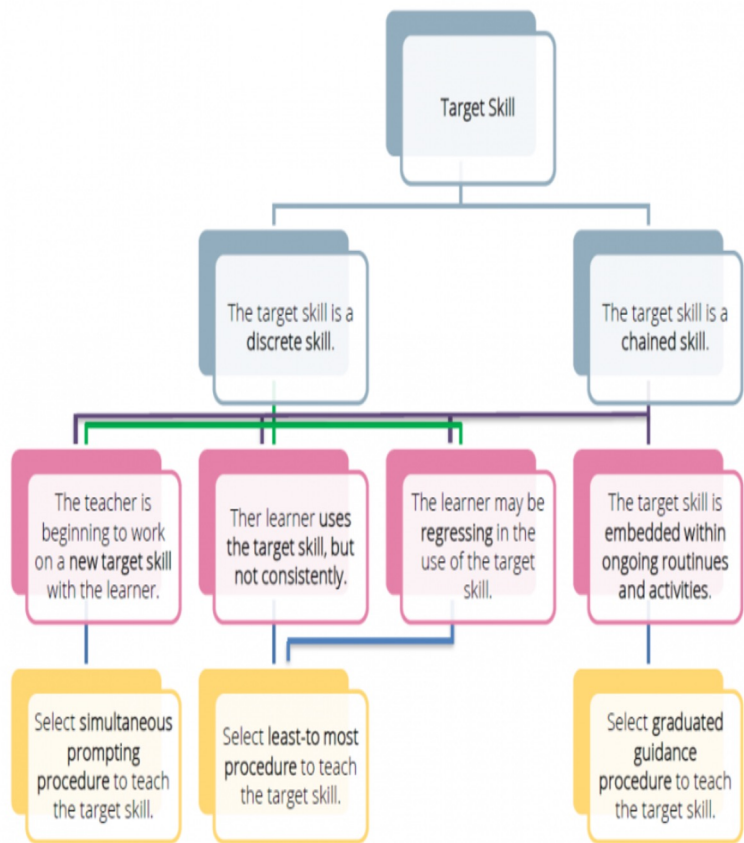 Target Skill
The target skill is a
discrete skill.
The target skill is a
chained skill.
The teacher is
beginning to work
on a new target skill
with the learner.
Ther learner uses
the target skill, but
not consistently.
The learner may be
regressing in the
use of the target
skill.
The target skill is
embedded within
ongoing routinues
and activities.
Select simultaneous
prompting
procedure to teach
the target skill.
Select least-to most
procedure to teach
the target skill.
Select graduated
guidance
procedure to teach
the target skill.